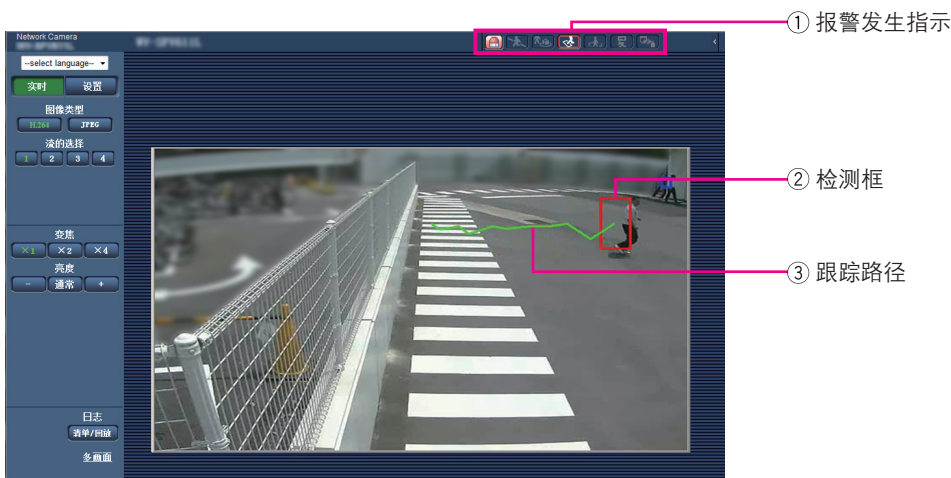 Network Camera
--select language--
实时 设置
图像类型
H.264 JPEG
流的选择
1 2 3 4
变焦
×1 ×2 ×4
亮度
- 通常 +
日志
清单/回放
多画面
① 报警发生指示
② 检测框
③ 跟踪路径